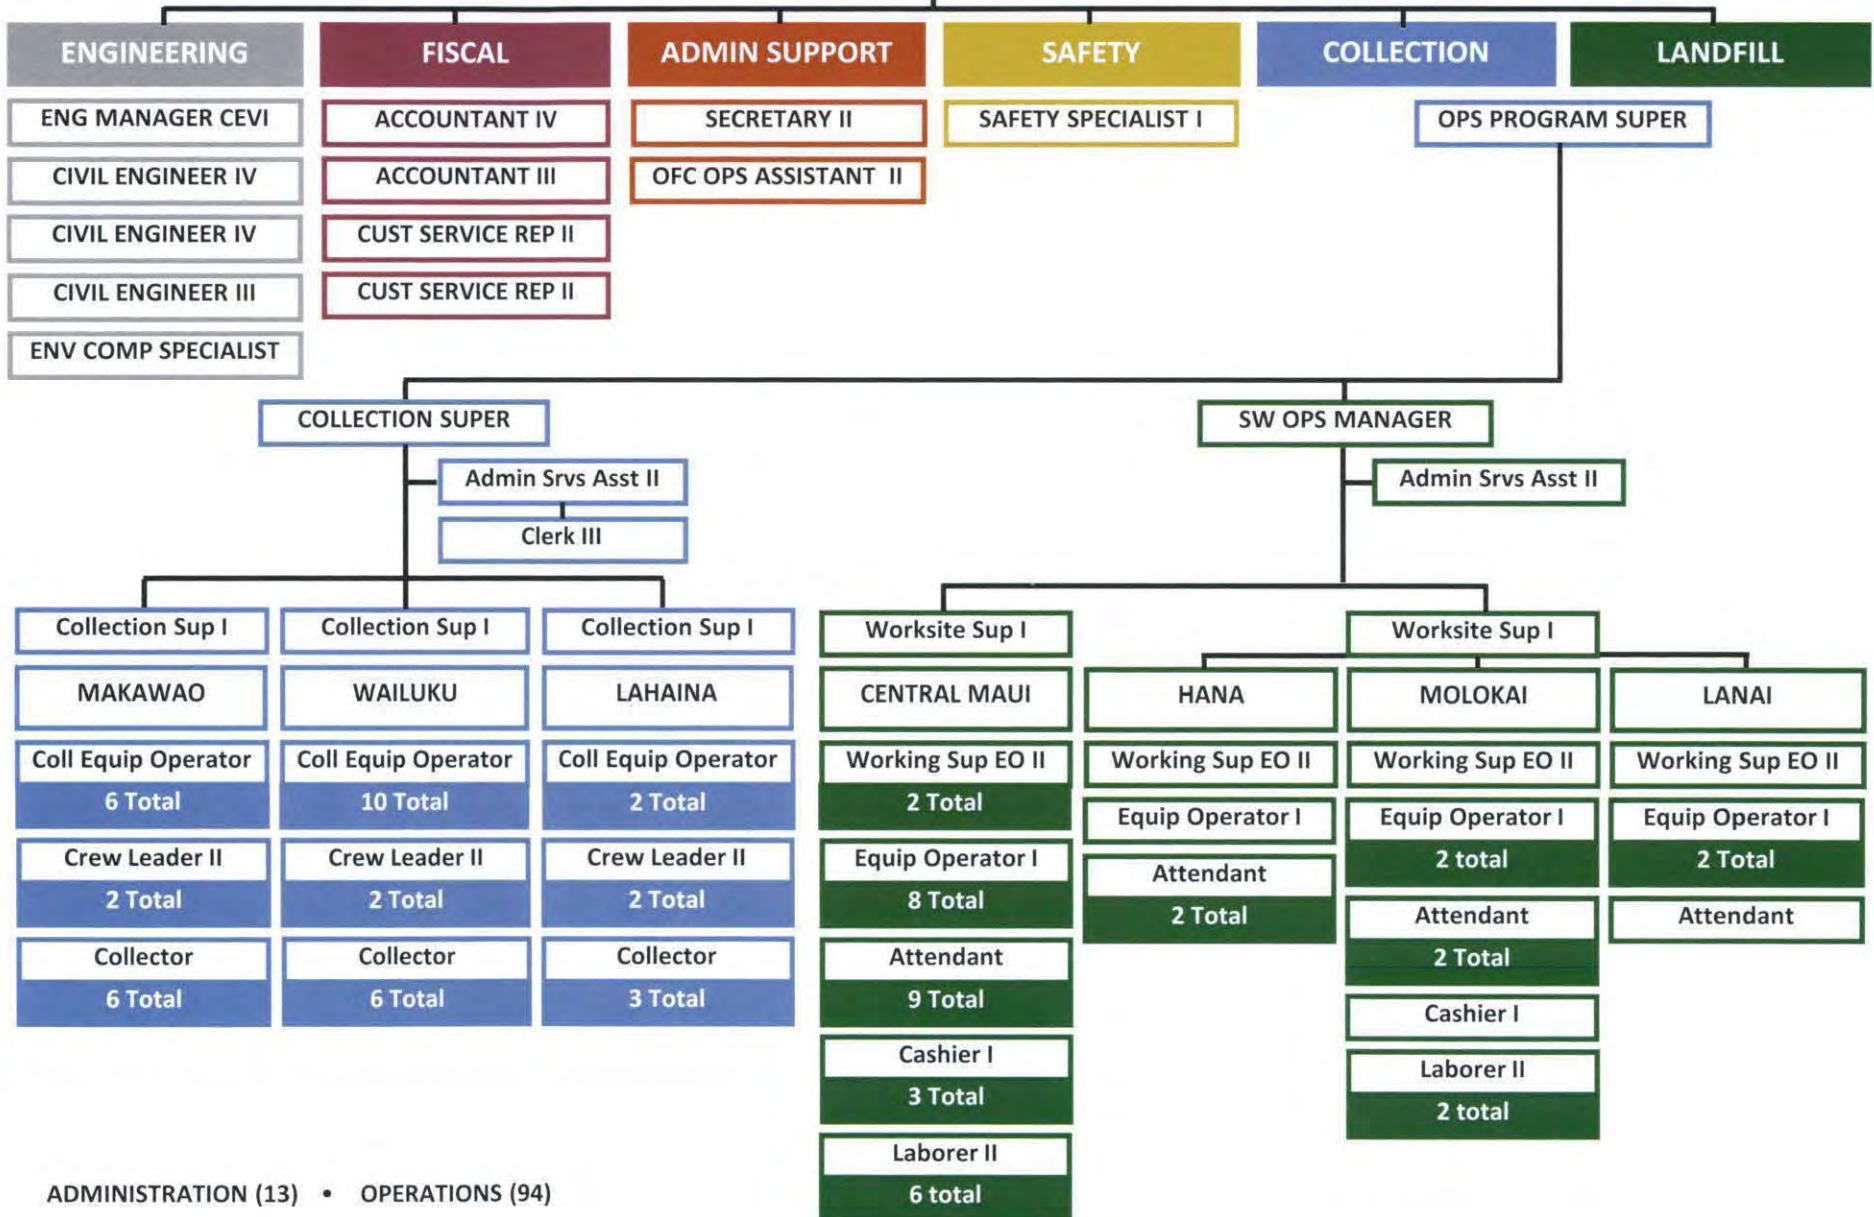 ENGINEERING
FISCAL
ADMIN SUPPORT
SAFETY
COLLECTION
LANDFILL
ENG MANAGER CEVI
CIVIL ENGINEER IV
CIVIL ENGINEER IV
CIVIL ENGINEER III
ENV COMP SPECIALIST
ACCOUNTANT IV
ACCOUNTANT III
CUST SERVICE REP II
CUST SERVICE REP II
SECRETARY II
OFC OPS ASSISTANT II
SAFETY SPECIALIST I
OPS PROGRAM SUPER
COLLECTION SUPER
Admin Srvs Asst II
Clerk III
SW OPS MANAGER
Admin Srvs Asst II
Collection Sup I
MAKAWAO
Coll Equip Operator
6 Total
Crew Leader II
2 Total
Collector
6 Total
Collection Sup I
WAILUKU
Coll Equip Operator
10 Total
Crew Leader II
2 Total
Collector
6 Total
Collection Sup I
LAHAINA
Coll Equip Operator
2 Total
Crew Leader II
2 Total
Collector
3 Total
Worksite Sup I
CENTRAL MAUI
Working Sup EO II
2 Total
Equip Operator I
8 Total
Attendant
9 Total
Cashier I
3 Total
Laborer II
6 total
Worksite Sup I
HANA
Working Sup EO II
Equip Operator I
Attendant
2 Total
MOLOKAI
Working Sup EO II
Equip Operator I
2 total
Attendant
2 Total
Cashier I
Laborer II
2 total
LANAI
Working Sup EO II
Equip Operator I
2 Total
Attendant
ADMINISTRATION (13) • OPERATIONS (94)